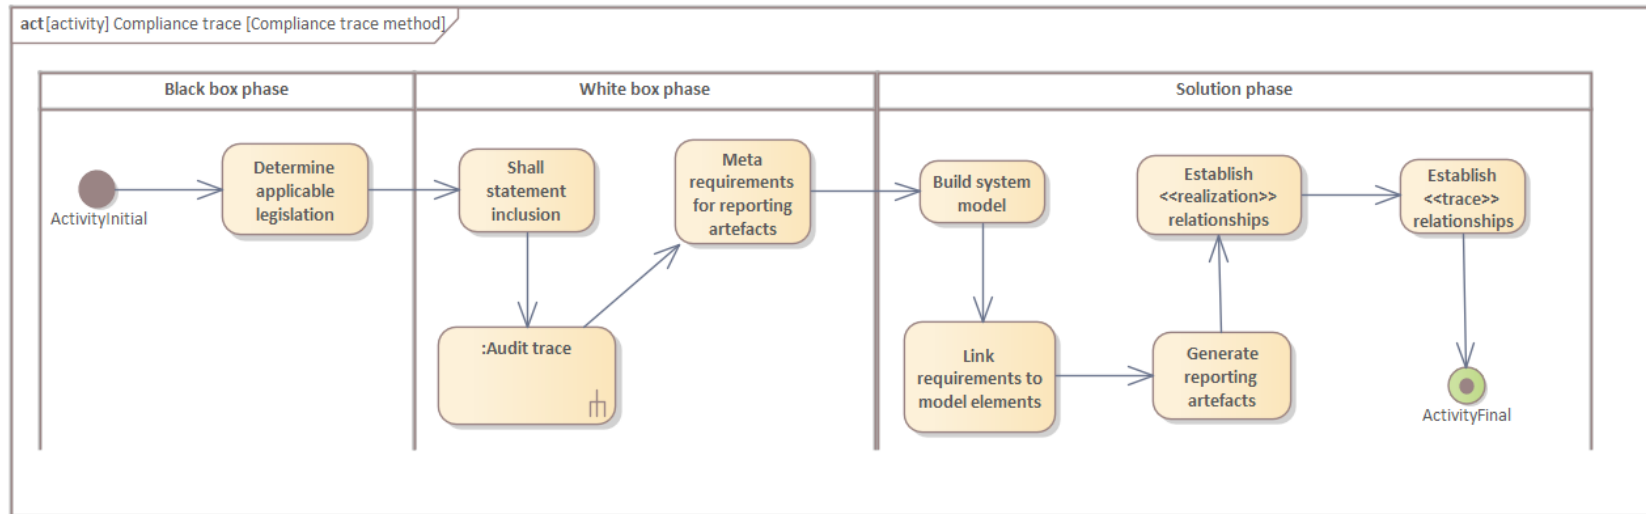 act [activity] Compliance trace [Compliance trace method]
Black box phase
White box phase
Solution phase
ActivityInitial
Determine
applicable
legislation
Shall
statement
inclusion
:Audit trace
Meta
requirements
for reporting
artefacts
Build system
model
Link
requirements to
model elements
Generate
reporting
artefacts
Establish
<<realization>>
relationships
Establish
<<trace>>
relationships
ActivityFinal